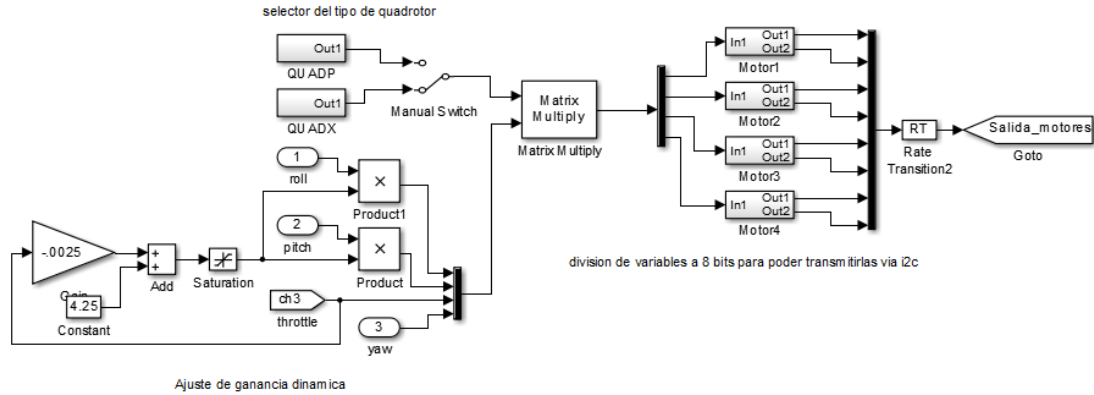 selector del tipo de quadrotor
Out1
QUADP
Out1
QUADX
Manual Switch
Matrix
Multiply
Matrix Multiply
In1
Out1
Out2
Motor1
In1
Out1
Out2
Motor2
In1
Out1
Out2
Motor3
In1
Out1
Out2
Motor4
RT
Rate
Transition2
Salida_motores
Goto
1
roll
×
Product1
2
pitch
×
Product
-.0025
Gain
4.25
Constant
+
+
Add
Saturation
ch3
throttle
3
yaw
division de variables a 8 bits para poder transmitirlas via i2c
Ajuste de ganancia dinamica